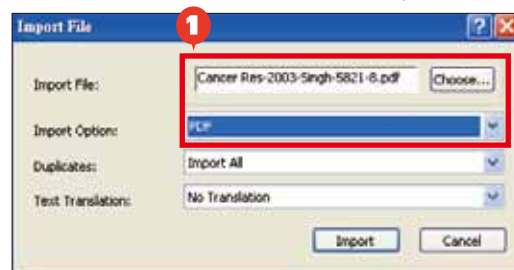 Import File
1
Import File: Cancer Res-2003-Singh-5821-8.pdf Choose...
Import Option: PDF
Duplicates: Import All
Text Translation: No Translation
Import Cancel